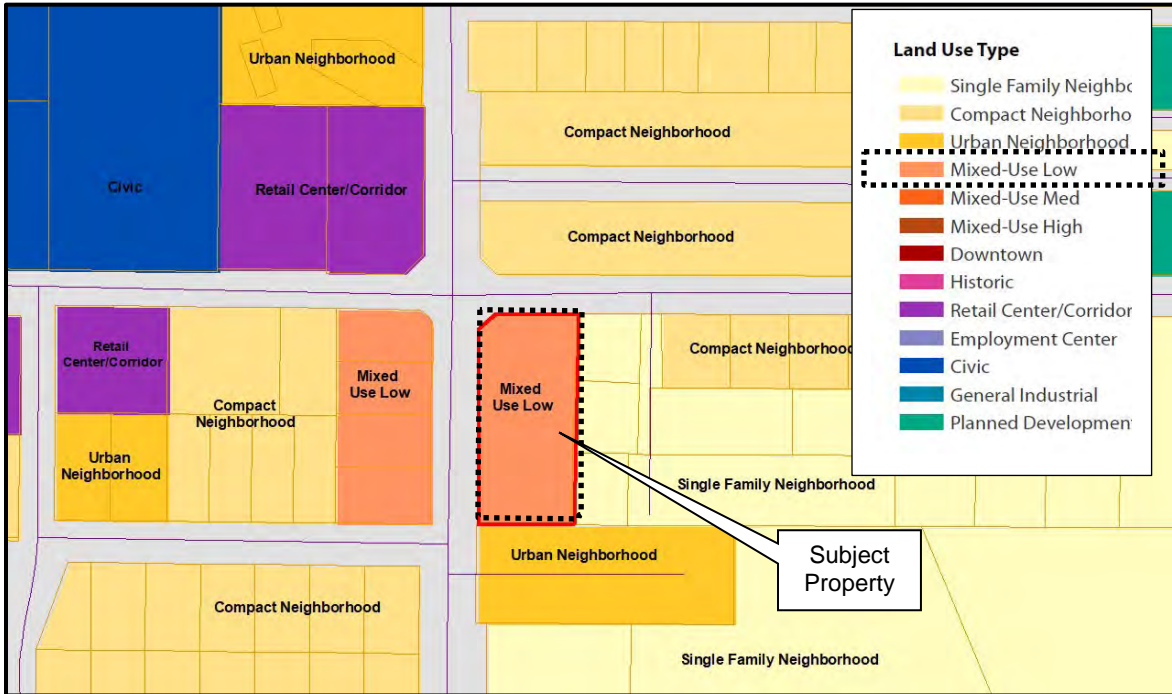 Urban Neighborhood
Civic
Retail Center/Corridor
Compact Neighborhood
Compact Neighborhood
Land Use Type
Single Family Neighbc
Compact Neighborho
Urban Neighborhood
Mixed-Use Low
Mixed-Use Med
Mixed-Use High
Downtown
Historic
Retail Center/Corridor
Employment Center
Civic
General Industrial
Planned Developmen
Retail
Center/Corridor
Compact
Neighborhood
Mixed
Use Low
Urban
Neighborhood
Mixed
Use Low
Compact Neighborhood
Single Family Neighborhood
Urban Neighborhood
Subject
Property
Compact Neighborhood
Single Family Neighborhood